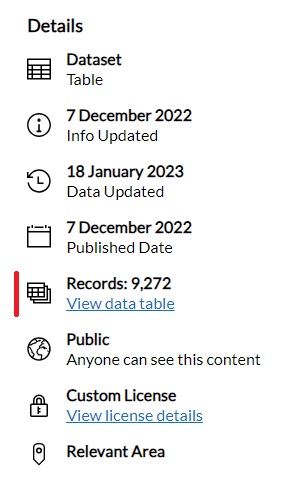 Details
Dataset
Table
7 December 2022
Info Updated
18 January 2023
Data Updated
7 December 2022
Published Date
Records: 9,272
View data table
Public
Anyone can see this content
Custom License
View license details
Relevant Area